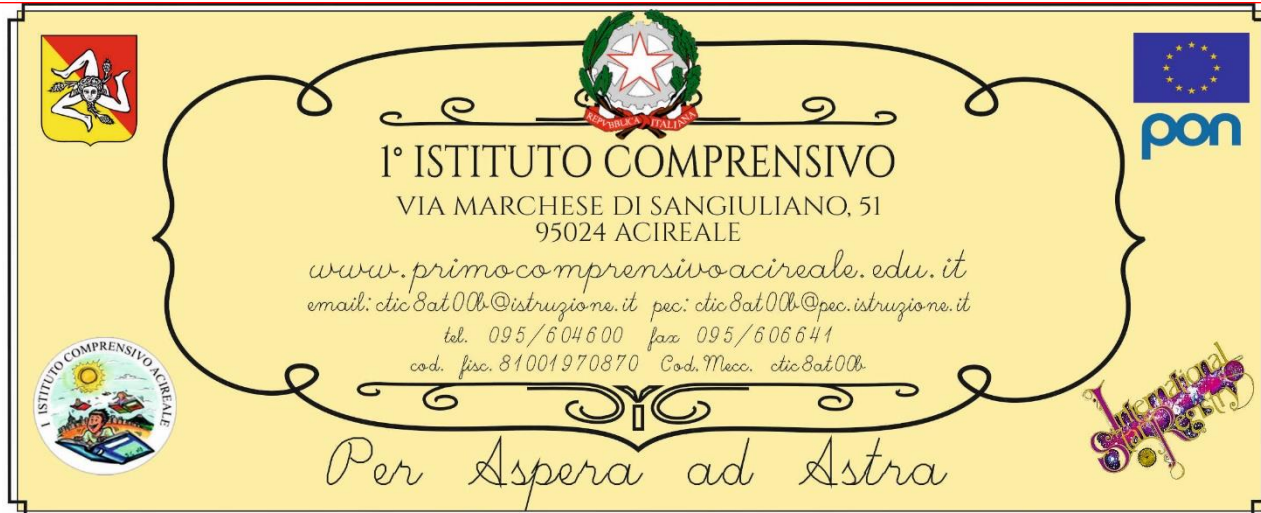 REPVBBLICA ITALIANA
pon
1° ISTITUTO COMPRENSIVO
VIA MARCHESE DI SANGIULIANO, 51
95024 ACIREALE
www.primocomprensivoacireale.edu.it
email: ctic8at00b@istruzione.it pec: ctic8at00b@pec.istruzione.it
tel. 095/604600 fax 095/606641
cod. fisc. 81001970870 Cod. Mecc. ctic8at00b
1 ISTITUTO COMPRENSIVO ACIREALE
International
Star Registry
Per Aspera ad Astra